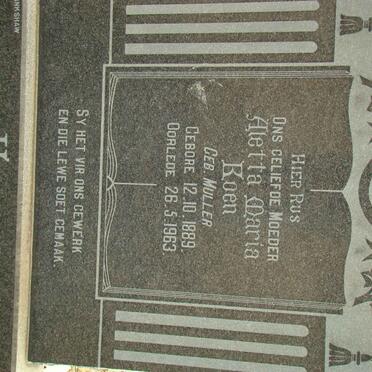 HIER RUS
ONS GELIEFDE MOEDER
Aletta Maria
Koen
GEB. MULLER
GEBORE 12.10.1889.
OORLEDE 26.5.1963
SY HET VIR ONS GEWERK
EN DIE LEWE SOET GEMAAK.